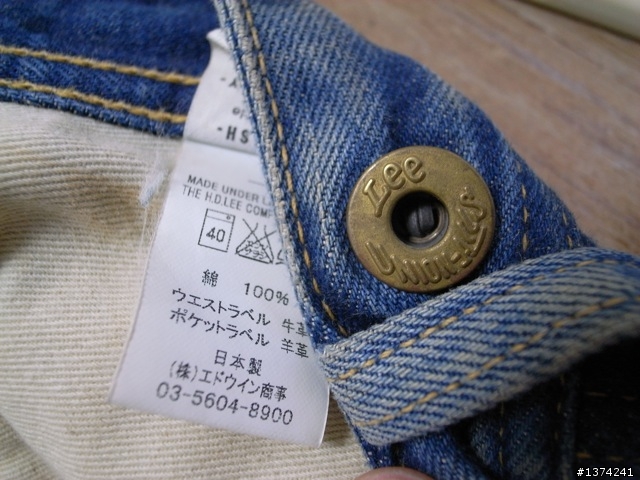 SH-
MADE UNDER L
THE H.D.LEE COMP
40
綿 100%
ウエストラベル 牛革
ポケットラベル 羊革
日本製
(株)エドウイン商事
03-5604-8900
Lee
UNION-ALLS
#1374241